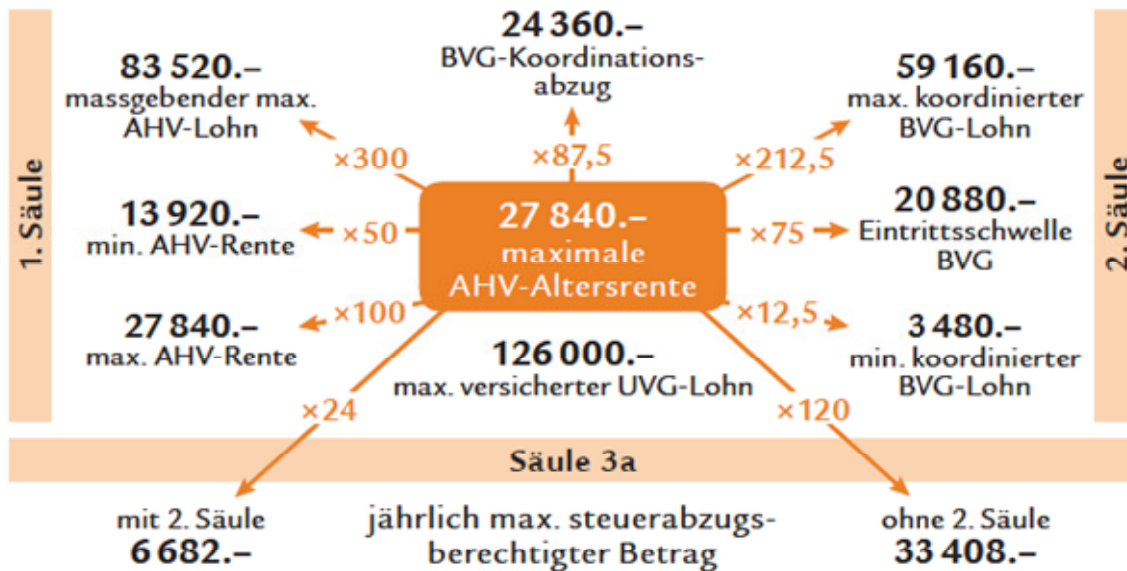 1. Säule
83 520.–
massgebender max.
AHV-Lohn
×300
13 920.–
min. AHV-Rente
×50
27 840.–
max. AHV-Rente
×100
24 360.–
BVG-Koordinations-
abzug
×87,5
27 840.–
maximale
AHV-Altersrente
126 000.–
max. versicherter UVG-Lohn
59 160.–
max. koordinierter
BVG-Lohn
×212,5
20 880.–
Eintrittsschwelle
BVG
×75
3 480.–
min. koordinierter
BVG-Lohn
×12,5
2. Säule
×24
×120
Säule 3a
mit 2. Säule
6 682.–
jährlich max. steuerabzugs-
berechtigter Betrag
ohne 2. Säule
33 408.–